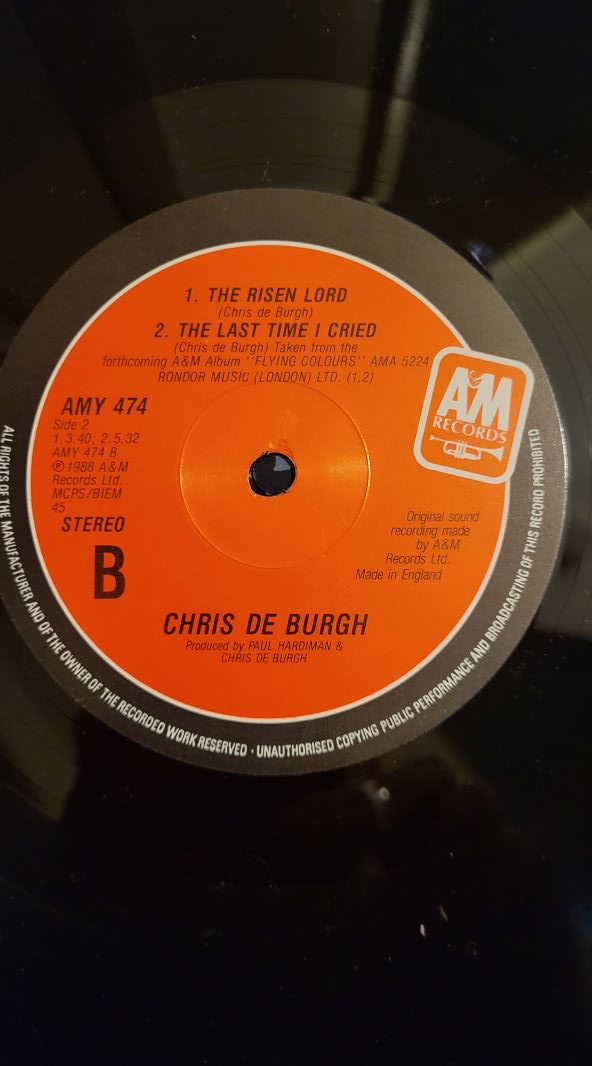 1. THE RISEN LORD
(Chris de Burgh)
2. THE LAST TIME I CRIED
(Chris de Burgh) Taken from the
forthcoming A&M Album "FLYING COLOURS" AMA 5224
RONDOR MUSIC (LONDON) LTD. (1,2)
AMY 474
Side 2
1. 3.40; 2. 5.32
AMY 474 B
℗ 1988 A&M
Records Ltd.
MCPS/BIEM
45
STEREO
B
A&M
RECORDS
Original sound
recording made
by A&M
Records Ltd.
Made in England
CHRIS DE BURGH
Produced by PAUL HARDIMAN &
CHRIS DE BURGH
ALL RIGHTS OF THE MANUFACTURER AND OF THE OWNER OF THE RECORDED WORK RESERVED · UNAUTHORISED COPYING PUBLIC PERFORMANCE AND BROADCASTING OF THIS RECORD PROHIBITED